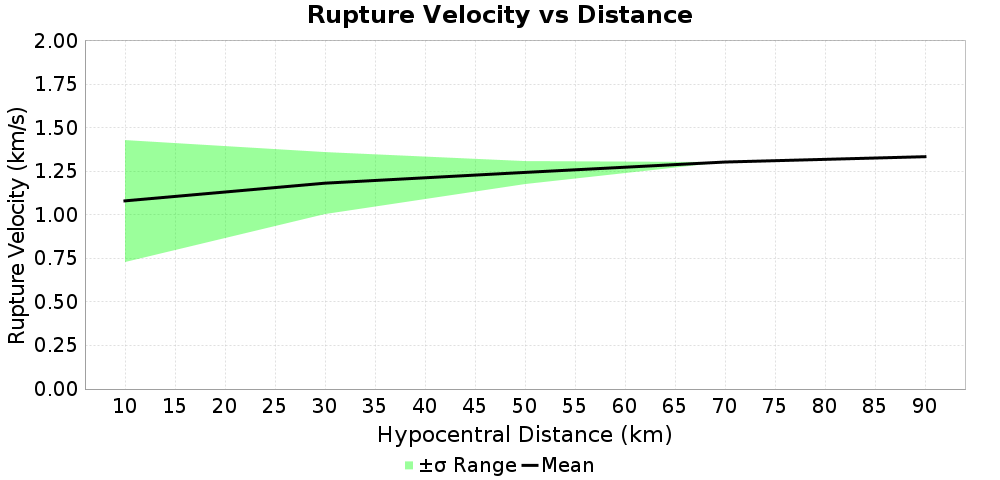 Rupture Velocity vs Distance
Rupture Velocity (km/s)
2.00
1.75
1.50
1.25
1.00
0.75
0.50
0.25
0.00
10 15 20 25 30 35 40 45 50 55 60 65 70 75 80 85 90
Hypocentral Distance (km)
±σ Range Mean